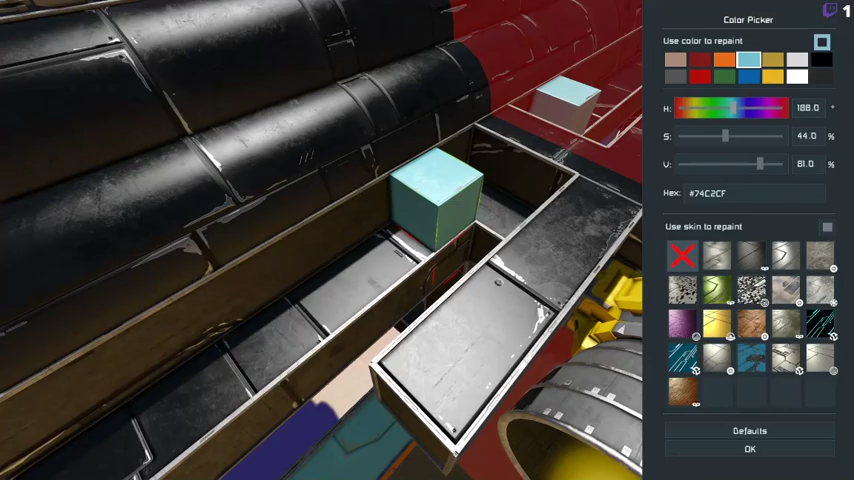 1
Color Picker
Use color to repaint
H: 188.0 °
S: 44.0 %
V: 81.0 %
Hex: #74C2CF
Use skin to repaint
Defaults
OK